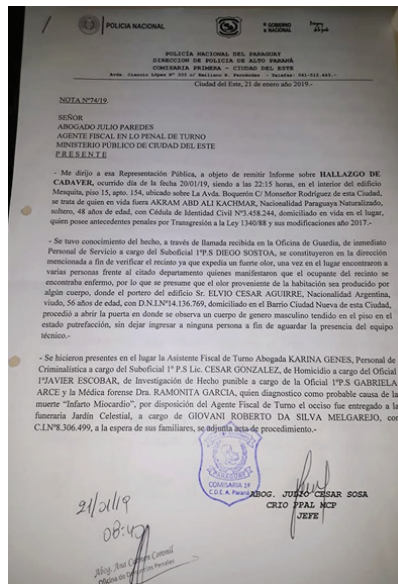 POLICIA NACIONAL
GOBIERNO NACIONAL
POLICÍA NACIONAL DEL PARAGUAY
DIRECCION DE POLICIA DE ALTO PARANÁ
COMISARIA PRIMERA - CIUDAD DEL ESTE
Ciudad del Este, 21 de enero año 2019.-
NOTA N°74/19.
SEÑOR
ABOGADO JULIO PAREDES
AGENTE FISCAL EN LO PENAL DE TURNO
MINISTERIO PÚBLICO DE CIUDAD DEL ESTE
P R E S E N T E
- Me dirijo a esa Representación Pública, a objeto de remitir Informe sobre HALLAZGO DE
CADAVER, ocurrido día de la fecha 20/01/19, siendo a las 22:15 horas, en el interior del edificio
Mesquita, piso 15, apto. 154, ubicado sobre La Avda. Boquerón C/ Monseñor Rodríguez de esta Ciudad,
se trata de quien en vida fuera AKRAM ABD ALI KACHMAR, Nacionalidad Paraguaya Naturalizado,
soltero, 48 años de edad, con Cédula de Identidad Civil N°3.458.244, domiciliado en vida en el lugar,
quien posee antecedentes penales por Transgresión a la Ley 1340/88 y sus modificaciones 2017.-
- Se tuvo conocimiento del hecho, a través de llamada recibida en la Oficina de Guardia, de inmediato
Personal de Servicio a cargo del Suboficial 1°P.S DIEGO SOSTOA, se constituyeron en la dirección
mencionada a fin de verificar el recinto ya que expedía un fuerte olor, una vez en el lugar encontraron a
varias personas frente al citado departamento quienes manifestaron que el ocupante del recinto se
encontraba enfermo, por lo que se presume que el olor proveniente de la habitación sea producido por
algún cuerpo, donde el portero del edificio Sr. ELVIO CESAR AGUIRRE, Nacionalidad Argentina,
viudo, 56 años de edad, con D.N.I.N°14.136.769, domiciliado en el Barrio Ciudad Nueva de esta Ciudad,
procedió a abrir la puerta en donde se observa un cuerpo de genero masculino tendido en el piso en
estado putrefacción, sin dejar ingresar ninguna persona a fin de aguardar la presencia del equipo
técnico.-
- Se hicieron presentes en el lugar la Asistente Fiscal de Turno Abogada KARINA GENES, Personal de
Criminalística a cargo del Suboficial 1° P.S Lic. CESAR GONZALEZ, de Homicidio a cargo del Oficial
1°JAVIER ESCOBAR, de Investigación de Hecho punible a cargo de la Oficial 1°P.S GABRIELA
ARCE y la Médica forense Dra. RAMONITA GARCIA, quien diagnostico como probable causa de la
muerte "Infarto Miocardio", por disposición del Agente Fiscal de Turno el occiso fue entregado a la
funeraria Jardín Celestial, a cargo de GIOVANI ROBERTO DA SILVA MELGAREJO, con
C.I.N°8.306.499, a la espera de sus familiares, se adjunta acta de procedimiento.-
COMISARIA 1ª
C.D.E. A. Paraná
ABOG. JULIO CESAR SOSA
CRIO PPAL MCP
JEFE
21/01/19
08:40
Abog. Ana